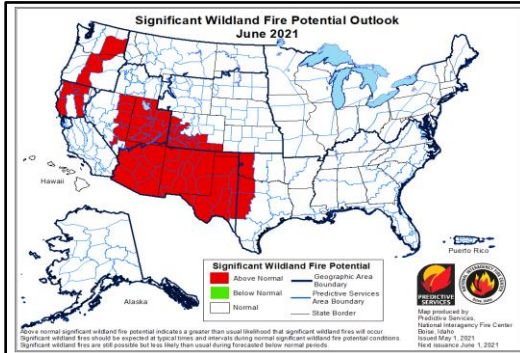 Significant Wildland Fire Potential Outlook
June 2021
Hawaii
Alaska
Puerto Rico
Significant Wildland Fire Potential
Above Normal
Below Normal
Normal
Geographic Area
Boundary
Predictive Services
Area Boundary
State Border
PREDICTIVE
SERVICES
Map produced by
Predictive Services,
National Interagency Fire Center
Boise, Idaho
Issued May 1, 2021
Next issuance June 1, 2021
Above normal significant wildland fire potential indicates a greater than usual likelihood that significant wildland fires will occur.
Significant wildland fires should be expected at typical times and intervals during normal significant wildland fire potential conditions.
Significant wildland fires are still possible but less likely than usual during forecasted below normal periods.